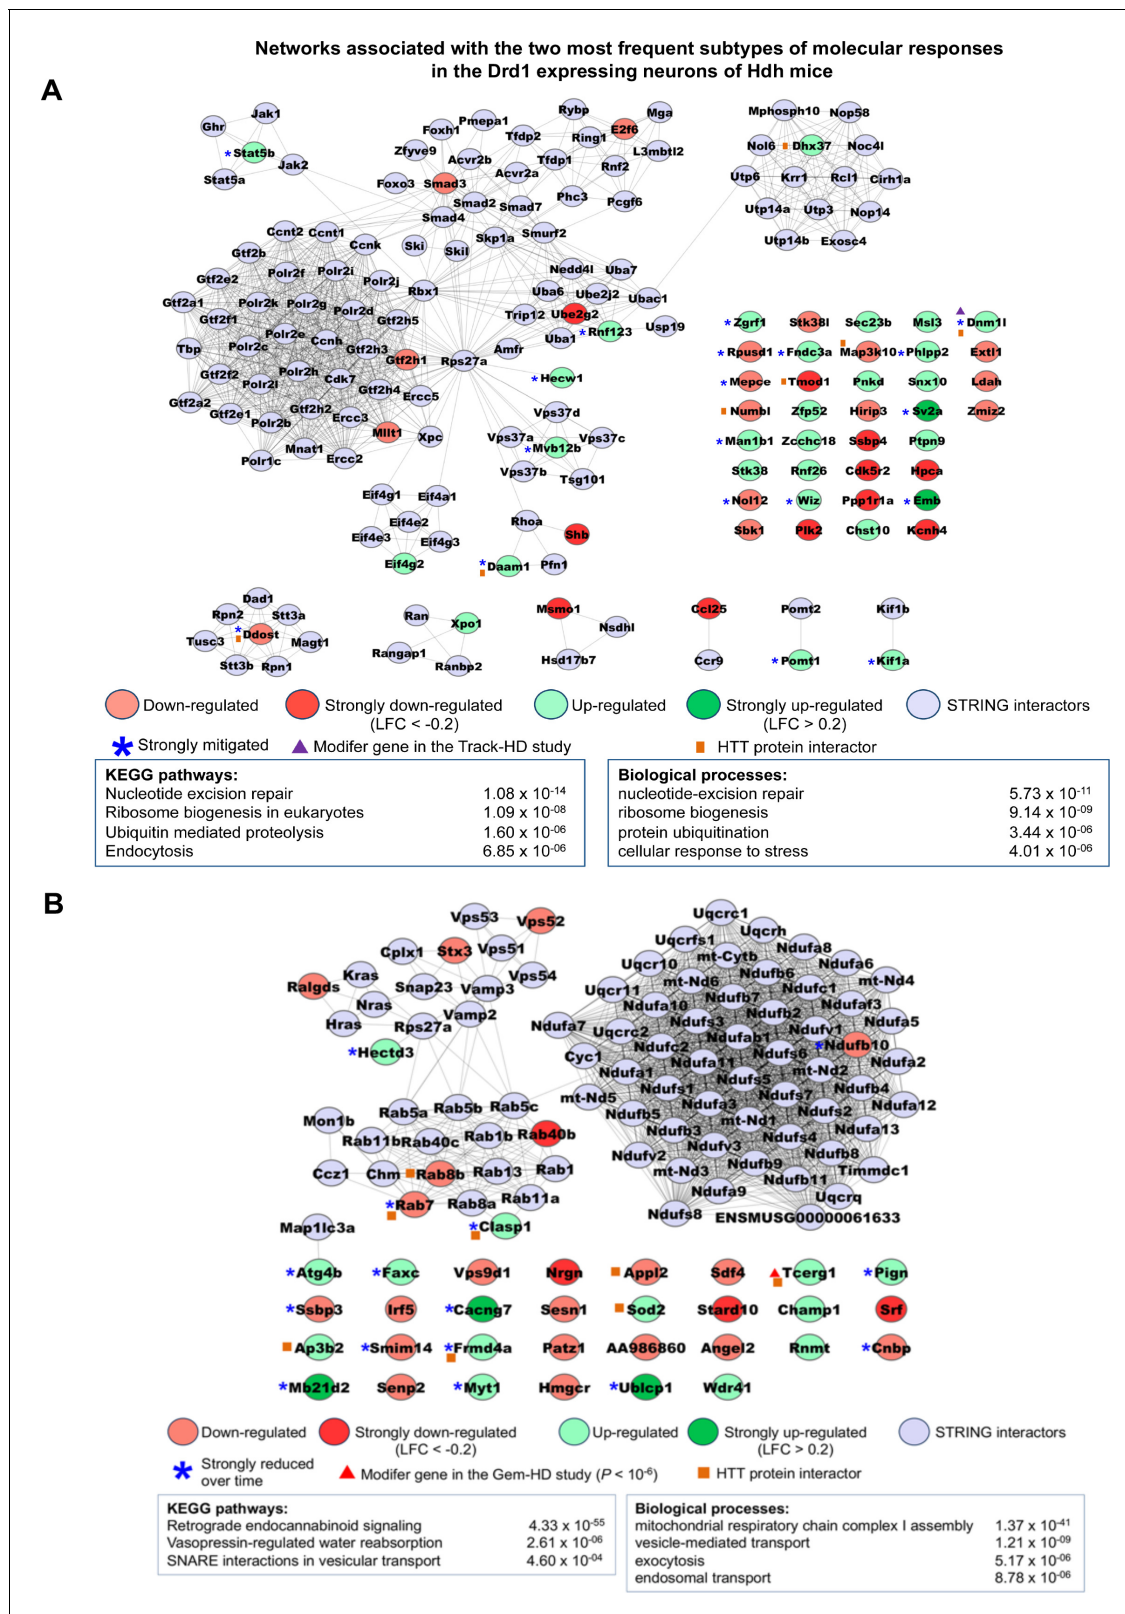 Networks associated with the two most frequent subtypes of molecular responses
in the Drd1 expressing neurons of Hdh mice
A
Jak1
Ghr
*Stat5b
Jak2
Stat5a
Pmepa1
Foxh1
Zfyve9
Acvr2b
Acvr2a
Foxo3
Smad3
Smad2
Smad7
Smad4
Ski
Skil
Skp1a
Smurf2
Rybp
Mga
E2f6
Tfdp2
Ring1
L3mbtl2
Tfdp1
Rnf2
Phc3
Pcgf6
Mphosph10
Nop58
Nol6
Dhx37
Noc4l
Utp6
Krr1
Rcl1
Cirh1a
Utp14a
Utp3
Nop14
Utp14b
Exosc4
Ccnt2
Ccnt1
Ccnk
Gtf2b
Gtf2e2
Polr2f
Polr2i
Polr2j
Gtf2a1
Polr2k
Polr2g
Polr2d
Gtf2h5
Gtf2f1
Polr2e
Tbp
Polr2c
Ccnh
Gtf2h3
Gtf2h1
Gtf2f2
Polr2h
Polr2l
Cdk7
Gtf2h4
Ercc5
Gtf2a2
Gtf2e1
Gtf2h2
Polr2b
Ercc3
Mllt1
Xpc
Polr1c
Mnat1
Ercc2
Rbx1
Rps27a
Nedd4l
Uba7
Uba6
Ube2j2
Ubac1
Trip12
Ube2g2
*Rnf123
Usp19
Uba1
Amfr
*Hecw1
Vps37d
Vps37a
Vps37c
*Mvb12b
Vps37b
Tsg101
Eif4g1
Eif4a1
Eif4e2
Eif4e3
Eif4g3
Eif4g2
Rhoa
Shb
*Daam1
Pfn1
*Zgrf1
Stk38l
Sec23b
Msl3
*Dnm1l
*Rpusd1
*Fndc3a
Map3k10
*Phlpp2
Extl1
*Mepce
Tmod1
Pnkd
Snx10
Ldah
Numbl
Zfp52
Hirip3
*Sv2a
Zmiz2
*Man1b1
Zcchc18
Ssbp4
Ptpn9
Stk38
Rnf26
Cdk5r2
Hpca
*Nol12
*Wiz
Ppp1r1a
*Emb
Sbk1
Plk2
Chst10
Kcnh4
Dad1
Rpn2
Stt3a
Tusc3
*Ddost
Magt1
Stt3b
Rpn1
Ran
Xpo1
Rangap1
Ranbp2
Msmo1
Nsdhl
Hsd17b7
Ccl25
Ccr9
Pomt2
*Pomt1
Kif1b
*Kif1a
Down-regulated
Strongly down-regulated
(LFC < -0.2)
Up-regulated
Strongly up-regulated
(LFC > 0.2)
STRING interactors
* Strongly mitigated
Modifer gene in the Track-HD study
HTT protein interactor
KEGG pathways:
Nucleotide excision repair 1.08 x 10-14
Ribosome biogenesis in eukaryotes 1.09 x 10-08
Ubiquitin mediated proteolysis 1.60 x 10-06
Endocytosis 6.85 x 10-06
Biological processes:
nucleotide-excision repair 5.73 x 10-11
ribosome biogenesis 9.14 x 10-09
protein ubiquitination 3.44 x 10-06
cellular response to stress 4.01 x 10-06
B
Vps53
Vps52
Cplx1
Stx3
Vps51
Kras
Ralgds
Snap23
Vamp3
Vps54
Nras
Vamp2
Hras
Rps27a
*Hectd3
Rab5a
Rab5b
Rab5c
Mon1b
Rab11b
Rab40c
Rab1b
Rab40b
Ccz1
Chm
Rab8b
Rab13
Rab1
*Rab7
Rab8a
Rab11a
*Clasp1
Map1lc3a
Uqcrc1
Uqcrh
Uqcrfs1
Ndufa8
mt-Cytb
Uqcr10
Ndufb6
Ndufa6
mt-Nd6
Ndufc1
mt-Nd4
Uqcr11
Ndufb7
Ndufa10
Ndufb2
Ndufaf3
Ndufs3
Ndufa5
Ndufa7
Uqcrc2
Ndufab1
Ndufv1
*Ndufb10
Ndufc2
Ndufs6
Cyc1
Ndufa11
mt-Nd2
Ndufa2
Ndufa1
Ndufs5
Ndufs1
Ndufs7
Ndufb4
mt-Nd5
Ndufa3
Ndufs2
Ndufa12
Ndufb5
mt-Nd1
Ndufb3
Ndufs4
Ndufa13
Ndufv3
Ndufb8
Ndufv2
Ndufb9
mt-Nd3
Ndufb11
Timmdc1
Ndufa9
Uqcrq
Ndufs8
ENSMUSG00000061633
*Atg4b
*Faxc
Vps9d1
Nrgn
Appl2
Sdf4
Tcerg1
*Pign
*Ssbp3
Irf5
*Cacng7
Sesn1
Sod2
Stard10
Champ1
Srf
Ap3b2
*Smim14
*Frmd4a
Patz1
AA986860
Angel2
Rnmt
*Cnbp
*Mb21d2
Senp2
*Myt1
Hmgcr
*Ublcp1
Wdr41
Down-regulated
Strongly down-regulated
(LFC < -0.2)
Up-regulated
Strongly up-regulated
(LFC > 0.2)
STRING interactors
* Strongly reduced
over time
Modifer gene in the Gem-HD study (P < 10-6)
HTT protein interactor
KEGG pathways:
Retrograde endocannabinoid signaling 4.33 x 10-55
Vasopressin-regulated water reabsorption 2.61 x 10-06
SNARE interactions in vesicular transport 4.60 x 10-04
Biological processes:
mitochondrial respiratory chain complex I assembly 1.37 x 10-41
vesicle-mediated transport 1.21 x 10-09
exocytosis 5.17 x 10-06
endosomal transport 8.78 x 10-06